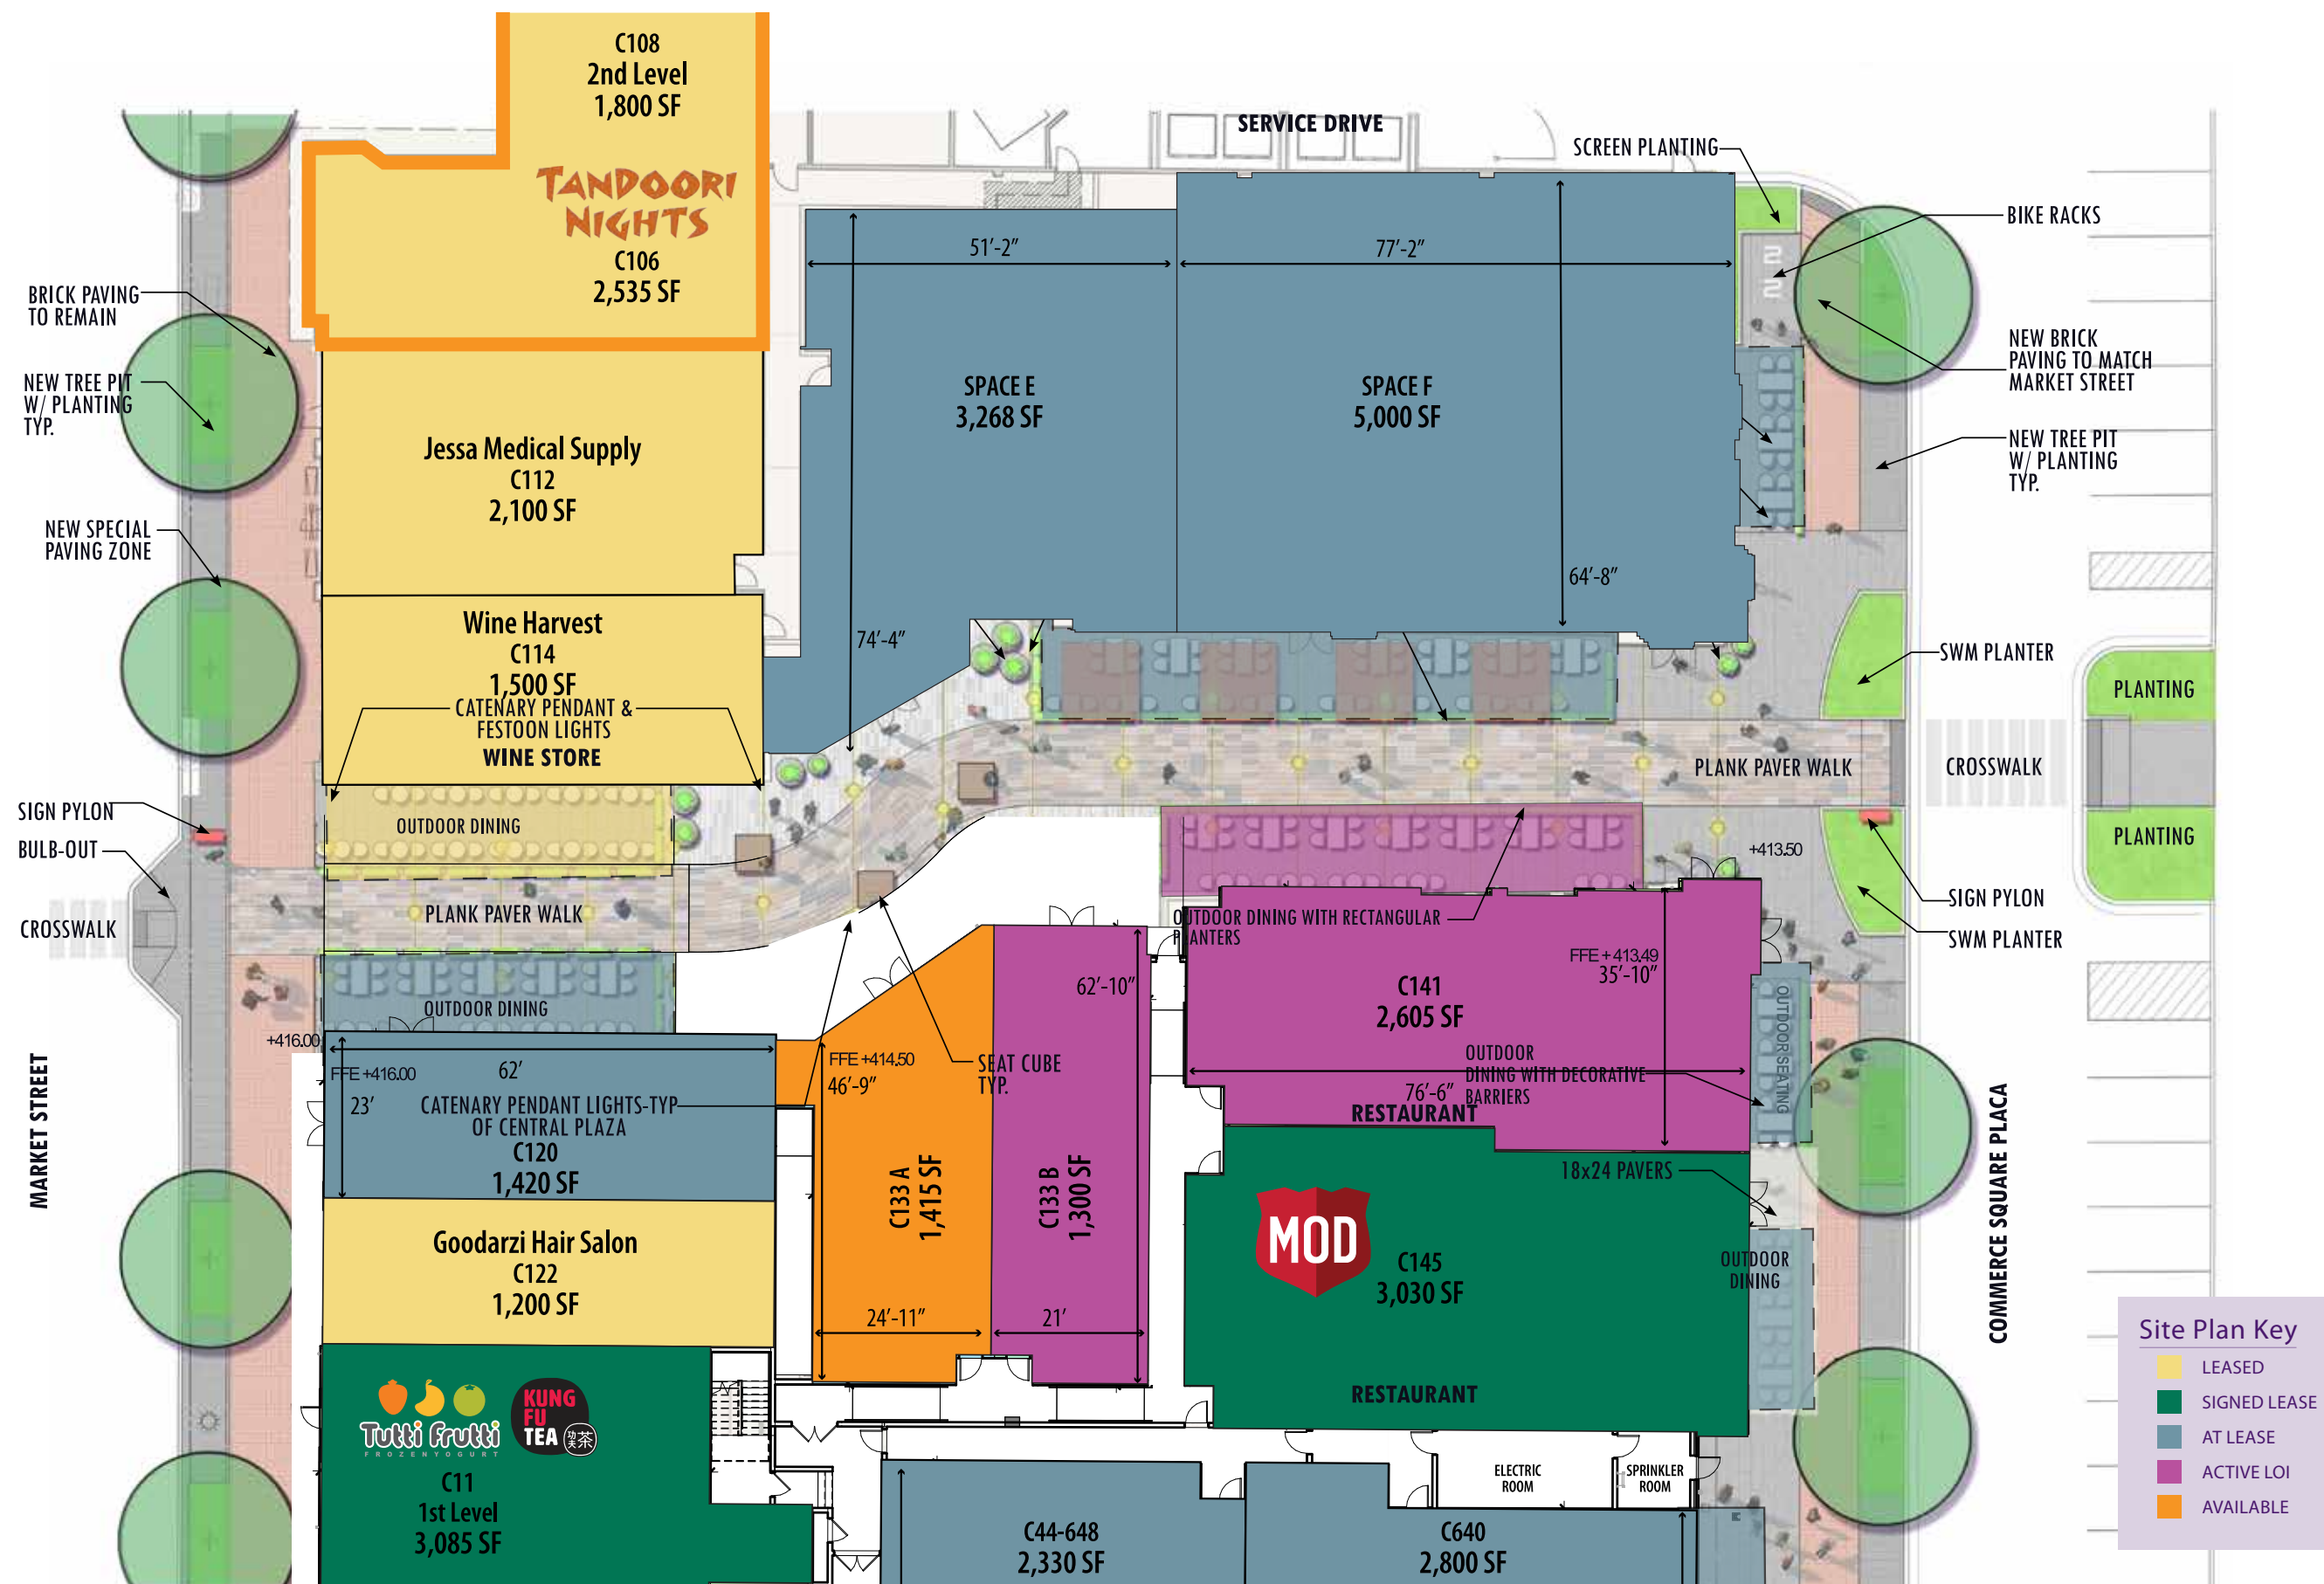 C108
2nd Level
1,800 SF
TANDOORI
NIGHTS
C106
2,535 SF
SERVICE DRIVE
SCREEN PLANTING
BIKE RACKS
51'-2"
77'-2"
BRICK PAVING
TO REMAIN
NEW TREE PIT
W/ PLANTING
TYP.
NEW BRICK
PAVING TO MATCH
MARKET STREET
SPACE E
3,268 SF
SPACE F
5,000 SF
Jessa Medical Supply
C112
2,100 SF
NEW TREE PIT
W/ PLANTING
TYP.
NEW SPECIAL
PAVING ZONE
64'-8"
74'-4"
Wine Harvest
C114
1,500 SF
CATENARY PENDANT &
FESTOON LIGHTS
WINE STORE
SWM PLANTER
PLANTING
PLANK PAVER WALK
CROSSWALK
SIGN PYLON
BULB-OUT
OUTDOOR DINING
PLANTING
+413.50
SIGN PYLON
SWM PLANTER
CROSSWALK
PLANK PAVER WALK
OUTDOOR DINING WITH RECTANGULAR
PLANTERS
FFE + 413.49
35'-10"
62'-10"
C141
2,605 SF
OUTDOOR DINING
OUTDOOR SEATING
+416.00
FFE +416.00
62'
23'
FFE +414.50
46'-9"
SEAT CUBE
TYP.
OUTDOOR
DINING WITH DECORATIVE
BARRIERS
76'-6"
RESTAURANT
CATENARY PENDANT LIGHTS-TYP
OF CENTRAL PLAZA
C120
1,420 SF
MARKET STREET
COMMERCE SQUARE PLACA
C133 A
1,415 SF
C133 B
1,300 SF
18x24 PAVERS
MOD
C145
3,030 SF
OUTDOOR
DINING
Goodarzi Hair Salon
C122
1,200 SF
24'-11"
21'
RESTAURANT
Site Plan Key
LEASED
SIGNED LEASE
AT LEASE
ACTIVE LOI
AVAILABLE
Tutti Frutti
FROZEN YOGURT
KUNG
FU
TEA
功夫茶
C11
1st Level
3,085 SF
ELECTRIC
ROOM
SPRINKLER
ROOM
C44-648
2,330 SF
C640
2,800 SF